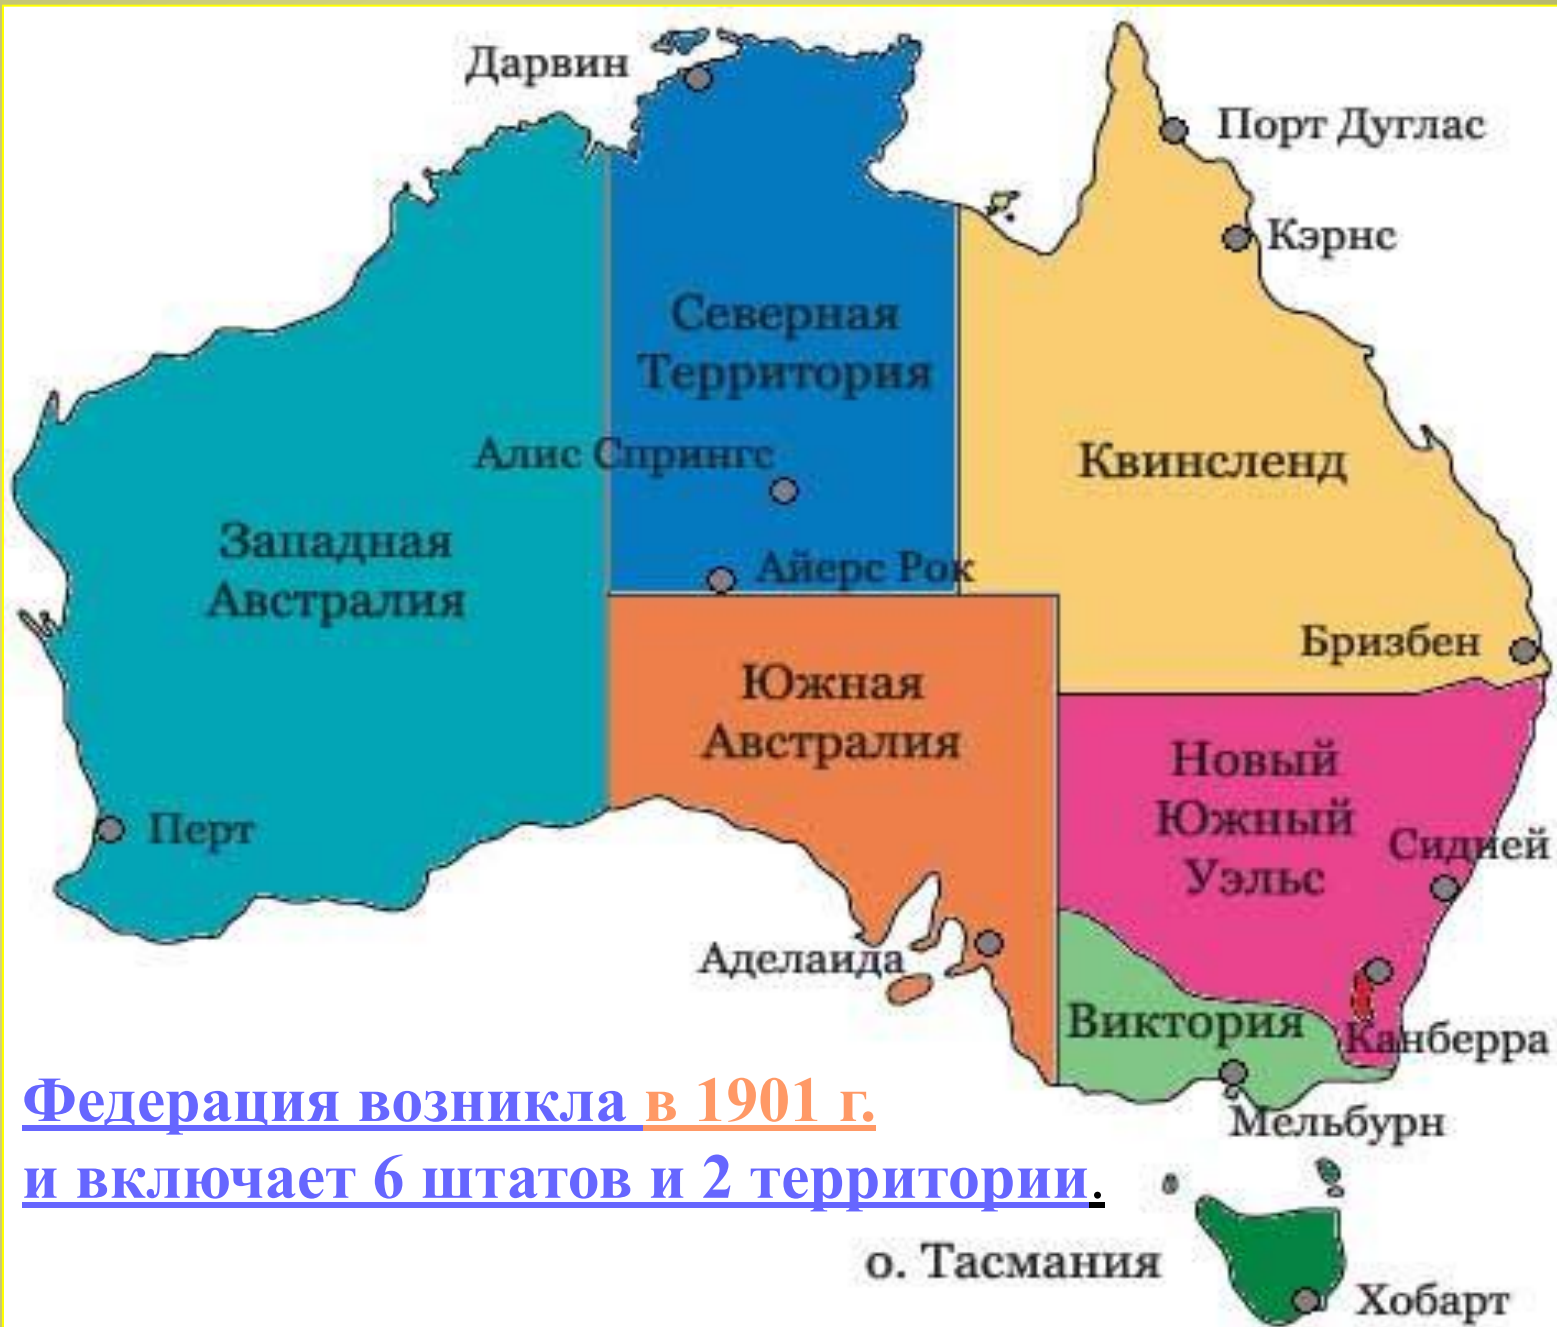 Дарвин
Порт Дуглас
Кэрнс
Северная
Территория
Алис Спрингс
Квинсленд
Западная
Австралия
Айерс Рок
Бризбен
Южная
Австралия
Новый
Южный
Уэльс
Сидней
Перт
Аделаида
Виктория
Канберра
Мельбурн
Федерация возникла в 1901 г.
и включает 6 штатов и 2 территории.
о. Тасмания
Хобарт